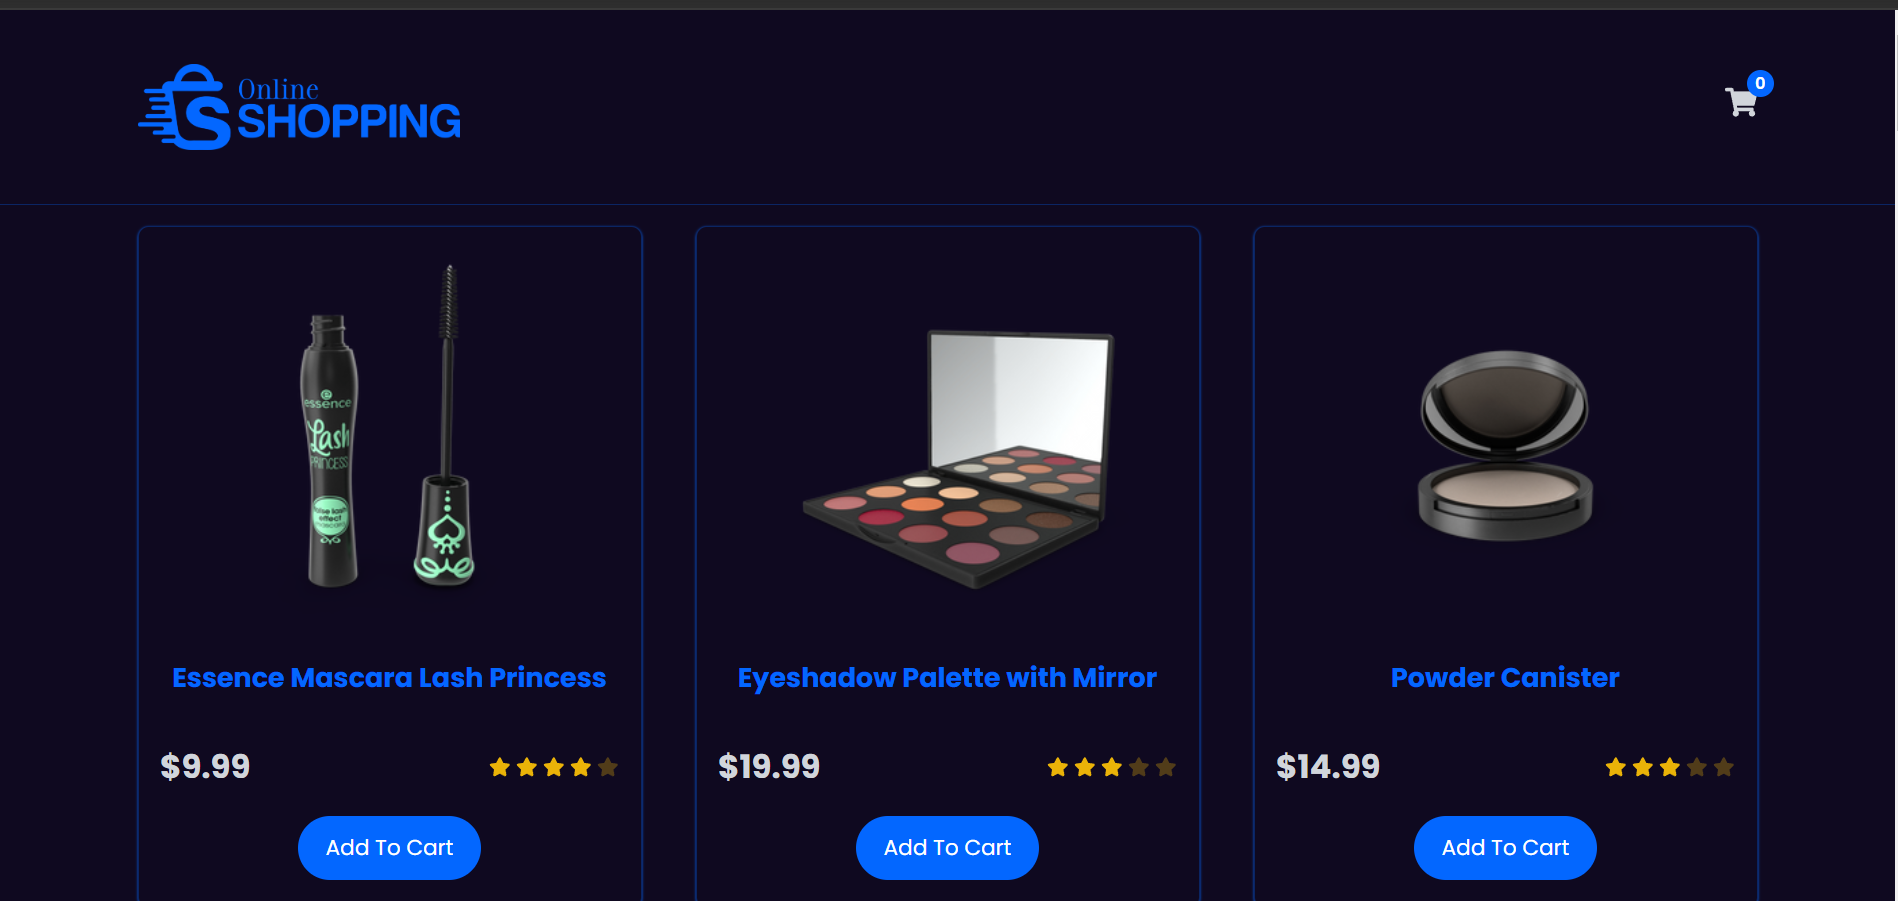 Online
SHOPPING
0
essence
Lash
PRINCESS
false lash
effect
mascara
Essence Mascara Lash Princess
Eyeshadow Palette with Mirror
Powder Canister
$9.99
$19.99
$14.99
Add To Cart
Add To Cart
Add To Cart